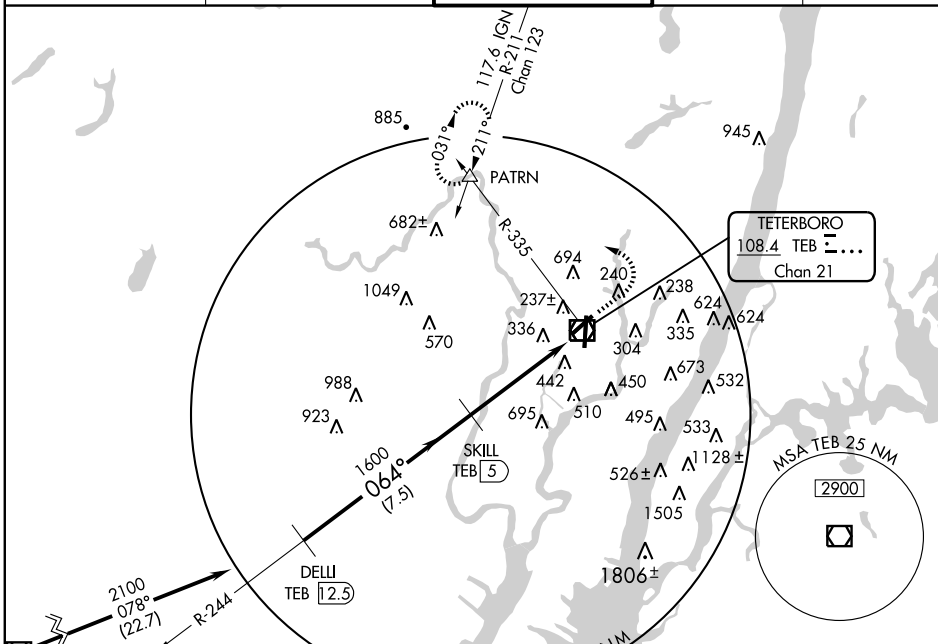 117.6 IGN
R-211
Chan 123
885
031°
211°
945
PATRN
682±
R-335
TETERBORO
108.4 TEB
Chan 21
694
240
238
1049
237±
624
624
570
336
335
304
442
673
988
450
532
510
923
695
495
533
SKILL
TEB 5
1600
064°
(7.5)
526±
1128±
1505
MSA TEB 25 NM
2900
DELLI
TEB 12.5
1806±
2100
078°
(22.7)
R-244
NM